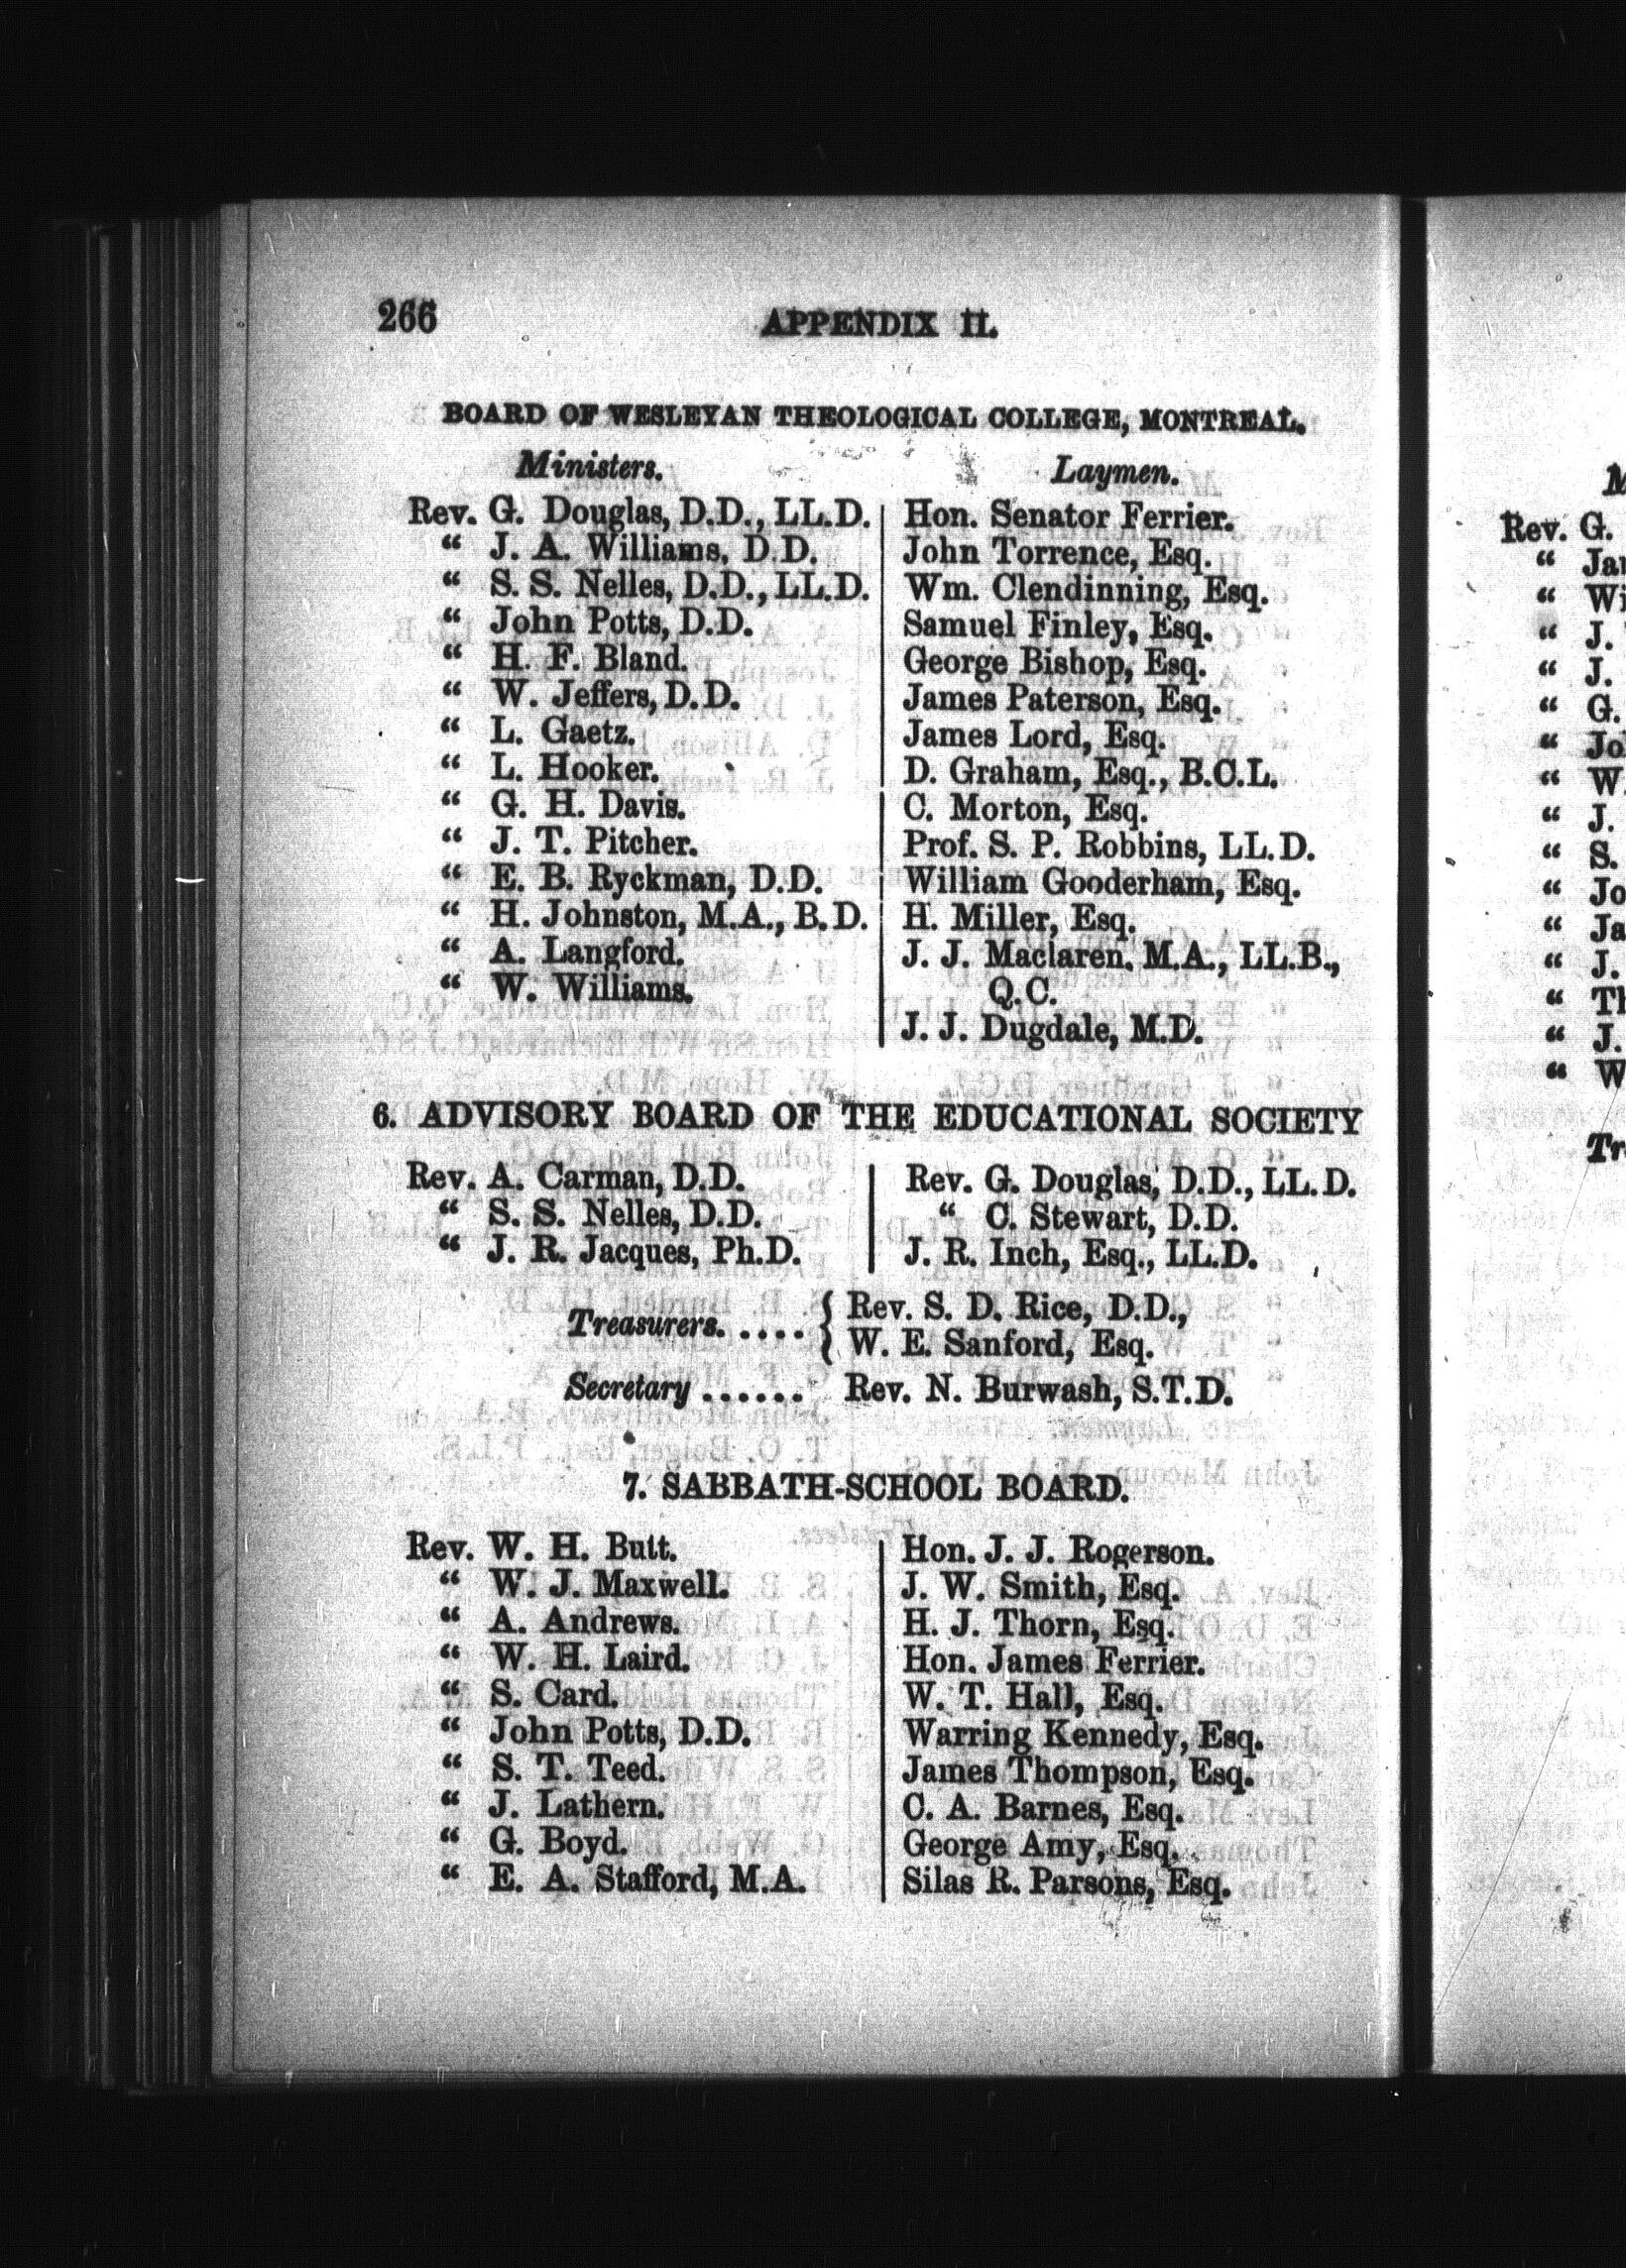 266
APPENDIX II.
BOARD OF WESLEYAN THEOLOGICAL COLLEGE, MONTREAL.
Ministers.
Rev. G. Douglas, D.D., LL.D.
“ J. A. Williams, D.D.
“ S. S. Nelles, D.D., LL.D.
“ John Potts, D.D.
“ H. F. Bland.
“ W. Jeffers, D.D.
“ L. Gaetz.
“ L. Hooker.
“ G. H. Davis.
“ J. T. Pitcher.
“ E. B. Ryckman, D.D.
“ H. Johnston, M.A., B.D.
“ A. Langford.
“ W. Williams.
Laymen.
Hon. Senator Ferrier.
John Torrence, Esq.
Wm. Clendinning, Esq.
Samuel Finley, Esq.
George Bishop, Esq.
James Paterson, Esq.
James Lord, Esq.
D. Graham, Esq., B.C.L.
C. Morton, Esq.
Prof. S. P. Robbins, LL.D.
William Gooderham, Esq.
H. Miller, Esq.
J. J. Maclaren, M.A., LL.B.,
Q.C.
J. J. Dugdale, M.D.
6. ADVISORY BOARD OF THE EDUCATIONAL SOCIETY
Rev. A. Carman, D.D.
“ S. S. Nelles, D.D.
“ J. R. Jacques, Ph.D.
Rev. G. Douglas, D.D., LL.D.
“ C. Stewart, D.D.
J. R. Inch, Esq., LL.D.
Treasurers. .... { Rev. S. D. Rice, D.D.,
W. E. Sanford, Esq.
Secretary ...... Rev. N. Burwash, S.T.D.
7. SABBATH-SCHOOL BOARD.
Rev. W. H. Butt.
“ W. J. Maxwell.
“ A. Andrews.
“ W. H. Laird.
“ S. Card.
“ John Potts, D.D.
“ S. T. Teed.
“ J. Lathern.
“ G. Boyd.
“ E. A. Stafford, M.A.
Hon. J. J. Rogerson.
J. W. Smith, Esq.
H. J. Thorn, Esq.
Hon. James Ferrier.
W. T. Hall, Esq.
Warring Kennedy, Esq.
James Thompson, Esq.
C. A. Barnes, Esq.
George Amy, Esq.
Silas R. Parsons, Esq.
Rev. G.
“ J.
“ J.
“ G.
“ W.
“ J.
“ S.
“ J.
“ J.
“ W